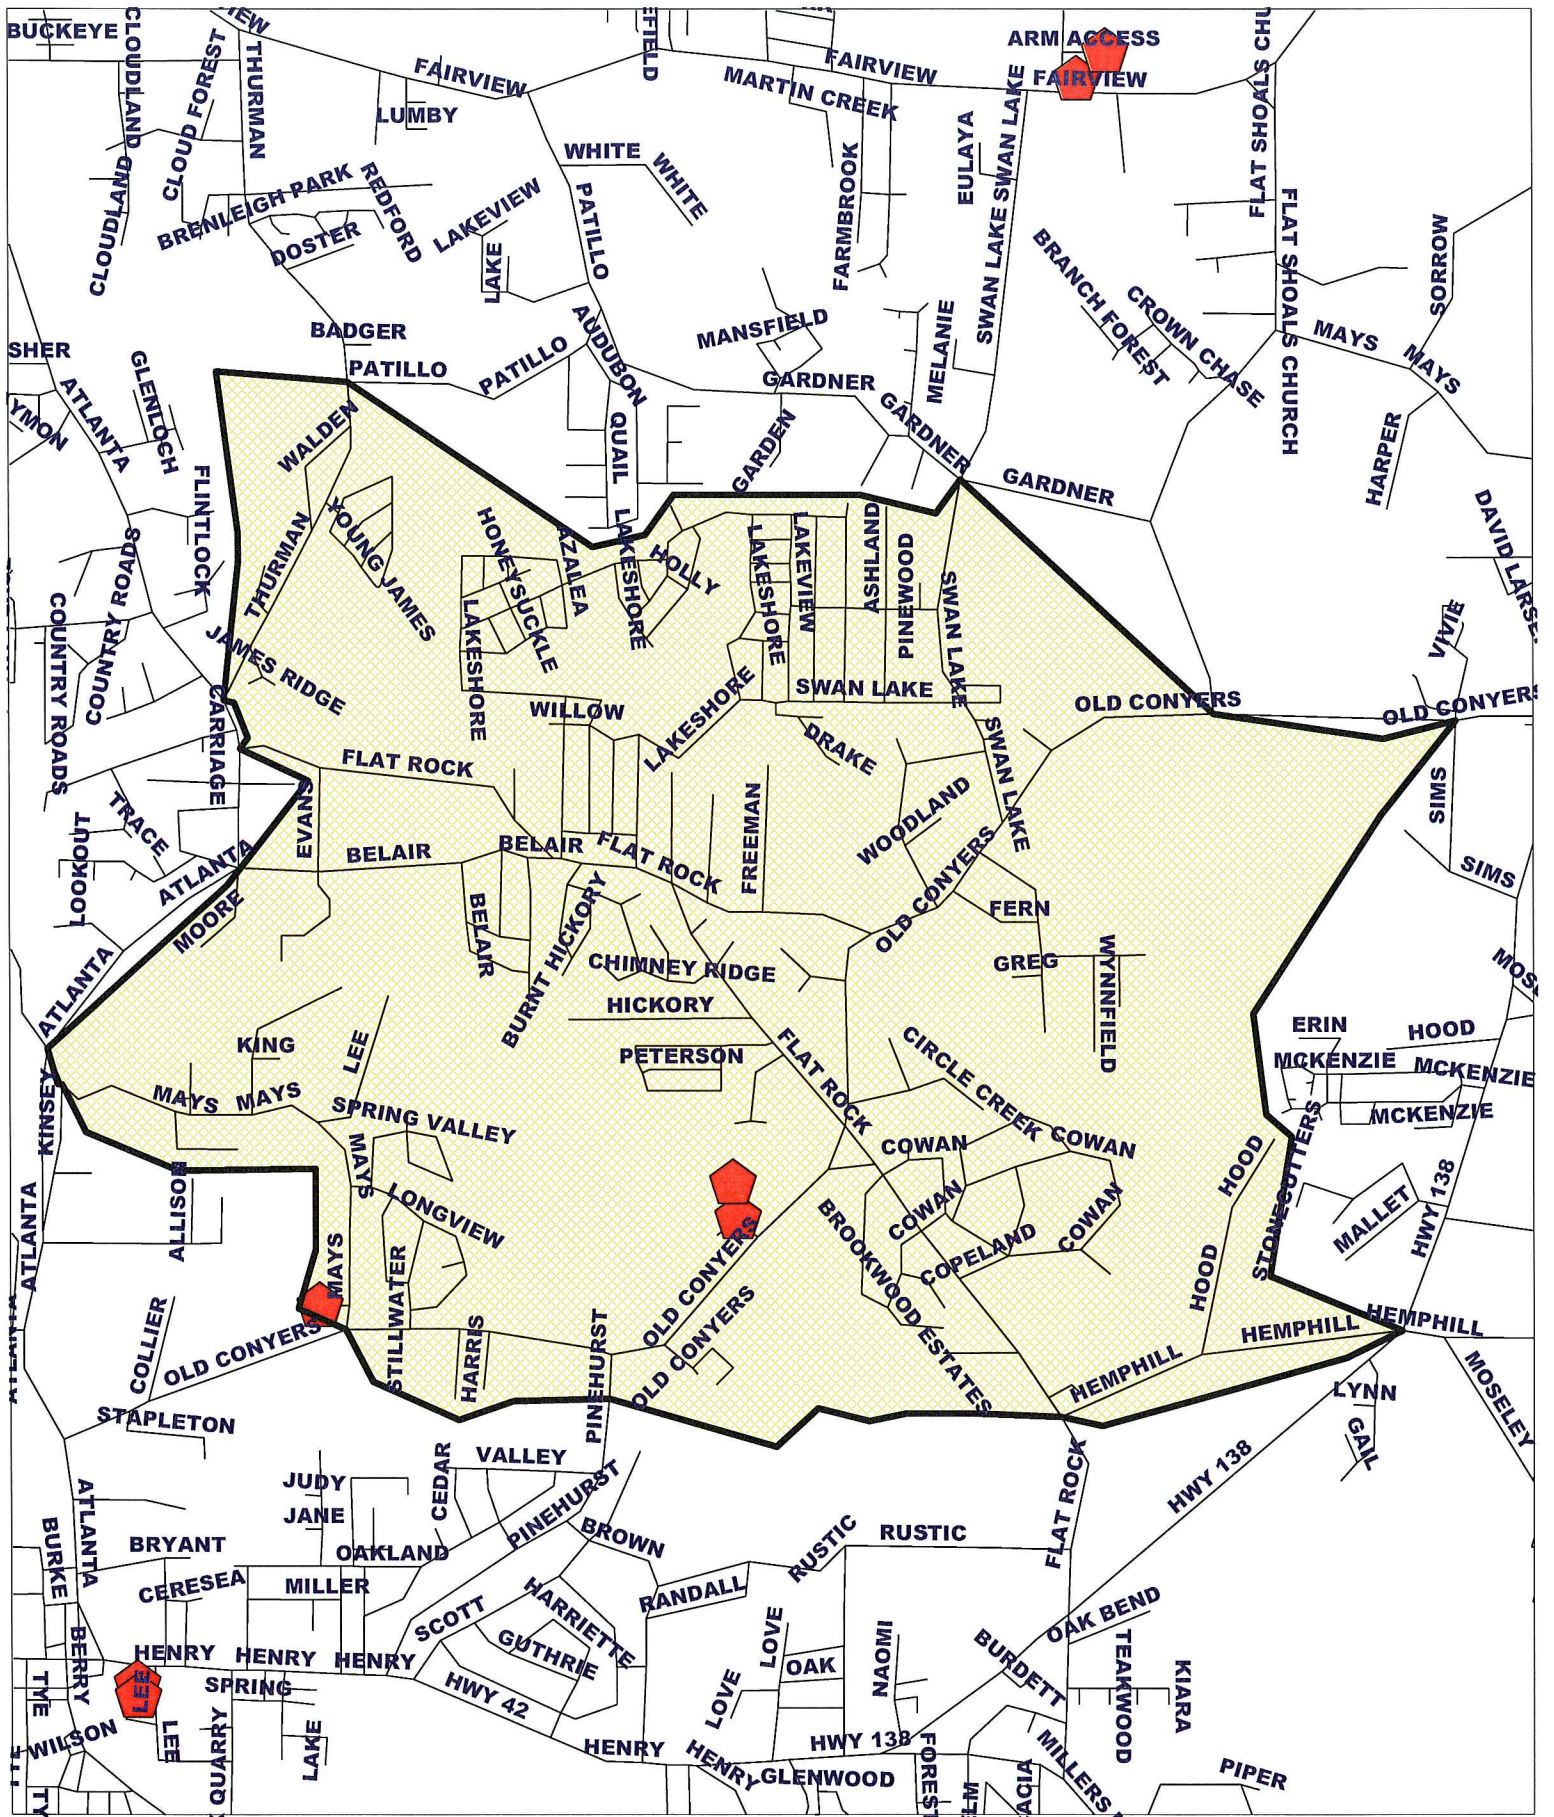 BUCKEYE
CLOUDLAND
CLOUD FOREST
THURMAN
FAIRVIEW
LUMBY
MARTIN CREEK
FAIRVIEW
ARM ACCESS
FAIRVIEW
CLOUDLAND
BRENLEIGH PARK
DOSTER
REDFORD
LAKEVIEW
LAKE
WHITE
WHITE
PATILLO
FARMBROOK
EULAYA
SWAN LAKE
SWAN LAKE
FLAT SHOALS CHURCH
SORROW
BRANCH FOREST
CROWN CHASE
MAYS
MAYS
HARPER
BADGER
PATILLO
PATILLO
AUDUBON
MANSFIELD
MELANIE
GARDNER
GARDNER
GARDNER
GARDEN
QUAIL
ATLANTA
GLENLOCH
FLINTLOCK
WALDEN
THURMAN
YOUNG JAMES
JAMES RIDGE
HONEYSUCKLE
AZALEA
LAKESHORE
HOLLY
LAKESHORE
LAKEVIEW
ASHLAND
PINEWOOD
SWAN LAKE
LAKESHORE
WILLOW
LAKESHORE
SWAN LAKE
DRAKE
OLD CONYERS
VIVIE
COUNTRY ROADS
COUNTRY ROADS
CARRIAGE
FLAT ROCK
EVANS
TRACE
LOOKOUT
ATLANTA
MOORE
BELAIR
BELAIR
FLAT ROCK
BELAIR
BURNT HICKORY
FREEMAN
WOODLAND
SWAN LAKE
OLD CONYERS
FERN
GREG
WYNNFIELD
SIMS
SIMS
ATLANTA
CHIMNEY RIDGE
HICKORY
PETERSON
FLAT ROCK
KING
LEE
MAYS
MAYS
SPRING VALLEY
MAYS
LONGVIEW
KINSEY
ALLISON
ATLANTA
CIRCLE CREEK
COWAN
COWAN
COWAN
COWAN
COPELAND
BROOKWOOD ESTATES
ERIN
HOOD
MCKENZIE
MCKENZIE
MCKENZIE
STONECUTTERS
HOOD
HOOD
MALLET
HWY 138
MAYS
OLD CONYERS
COLLIER
STILLWATER
HARRIS
PINEHURST
OLD CONYERS
OLD CONYERS
HEMPHILL
HEMPHILL
HEMPHILL
LYNN
GAIL
MOSELEY
STAPLETON
JUDY
JANE
CEDAR
VALLEY
PINEHURST
BROWN
FLAT ROCK
HWY 138
ATLANTA
BURKE
BRYANT
OAKLAND
CERESEA
MILLER
SCOTT
HARRIETTE
GUTHRIE
RANDALL
RUSTIC
RUSTIC
OAK BEND
BURDETT
TEAKWOOD
KIARA
BERRY
HENRY
HENRY
HENRY
LEE
SPRING
LEE
TYE
WILSON
QUARRY
LAKE
HWY 42
LOVE
LOVE
OAK
NAOMI
HENRY
HENRY
HWY 138
GLENWOOD
PIPER